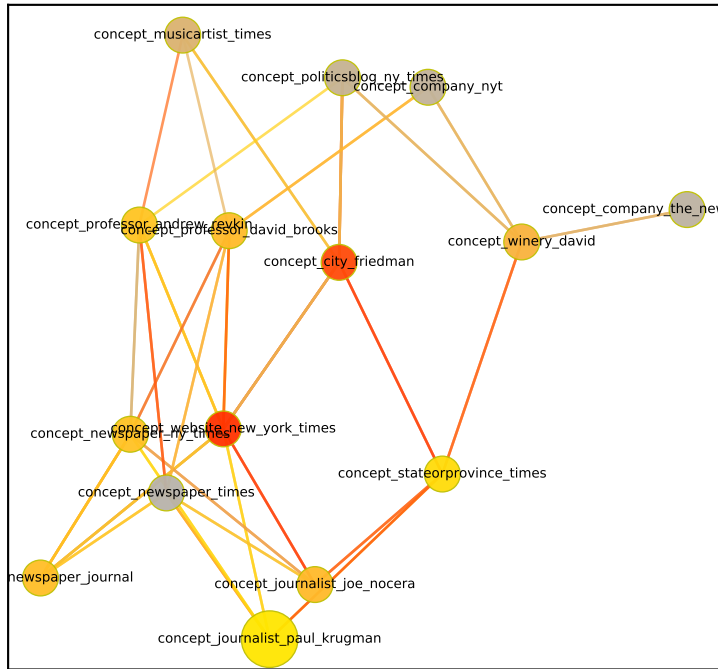 concept_musicartist_times
concept_politicsblog_ny_times
concept_company_nyt
concept_company_the_new
concept_professor_andrew_revkin
concept_professor_david_brooks
concept_winery_david
concept_city_friedman
concept_website_new_york_times
concept_newspaper_ny_times
concept_stateorprovince_times
concept_newspaper_times
newspaper_journal
concept_journalist_joe_nocera
concept_journalist_paul_krugman